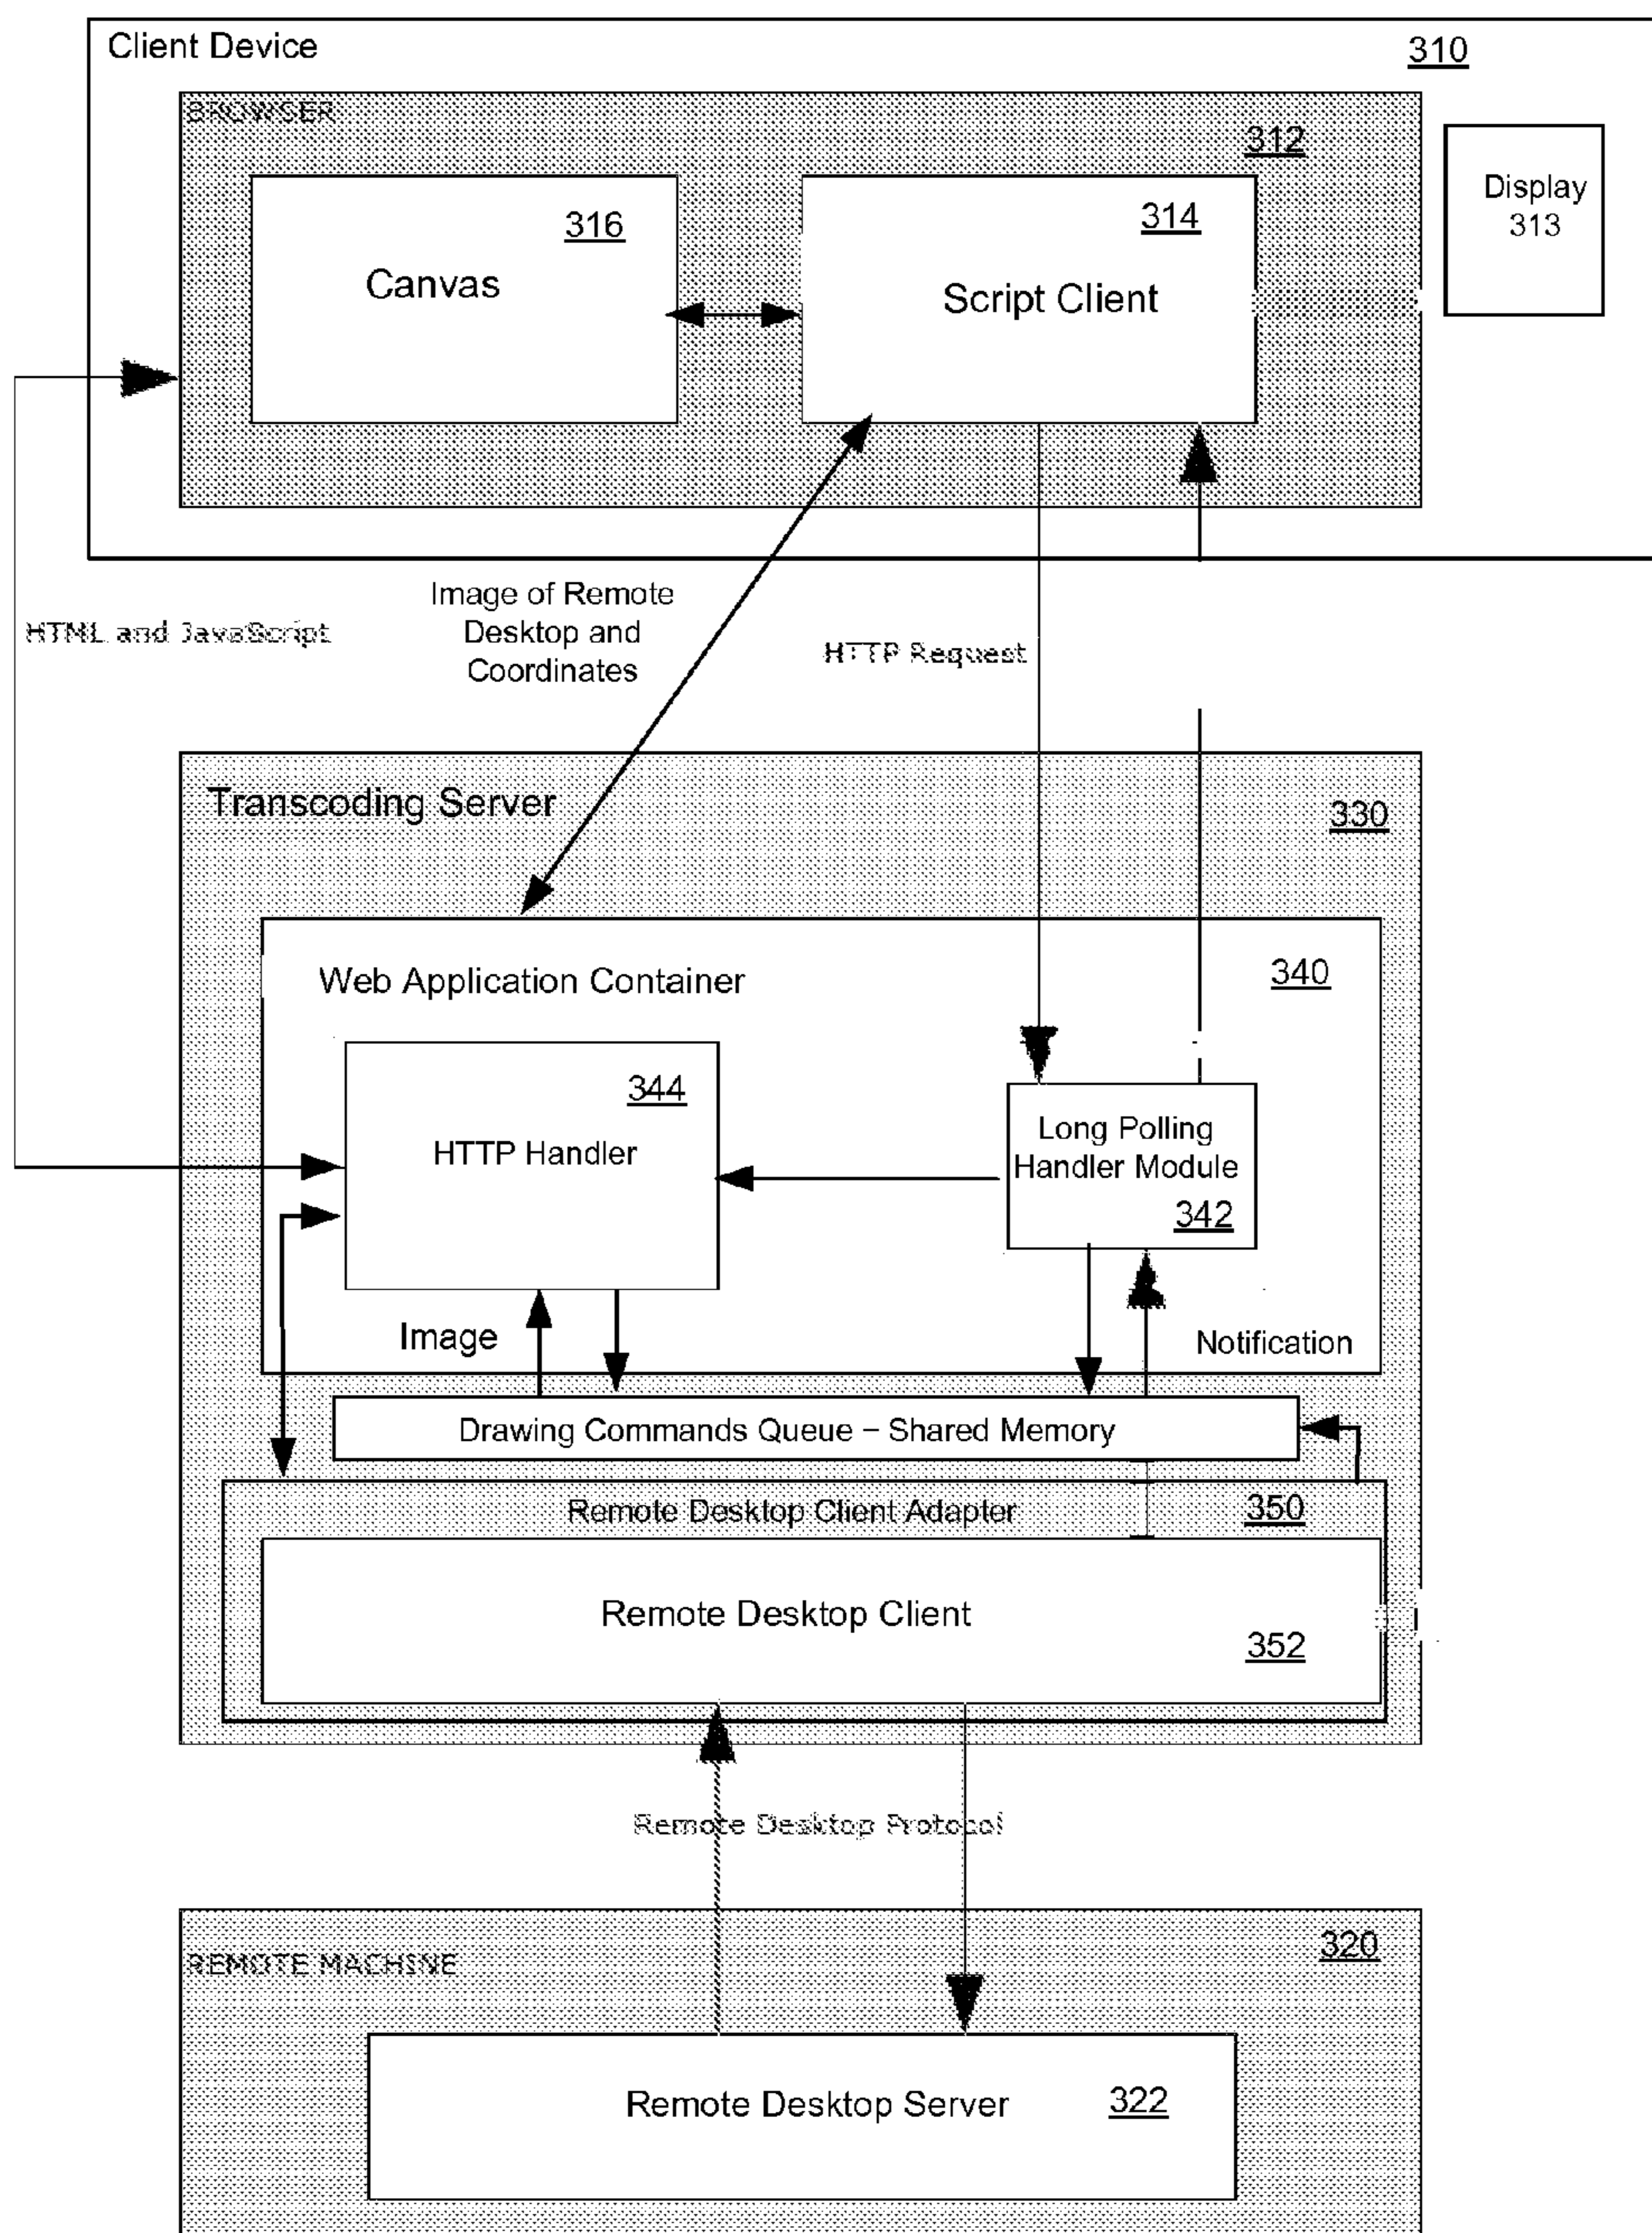 Client Device
310
BROWSER
312
316
Canvas
314
Script Client
Display
313
Image of Remote
Desktop and
Coordinates
HTML and JavaScript
HTTP Request
Transcoding Server
330
Web Application Container
340
344
HTTP Handler
Long Polling
Handler Module
342
Image
Notification
Drawing Commands Queue – Shared Memory
Remote Desktop Client Adapter
350
Remote Desktop Client
352
Remote Desktop Protocol
REMOTE MACHINE
320
Remote Desktop Server
322